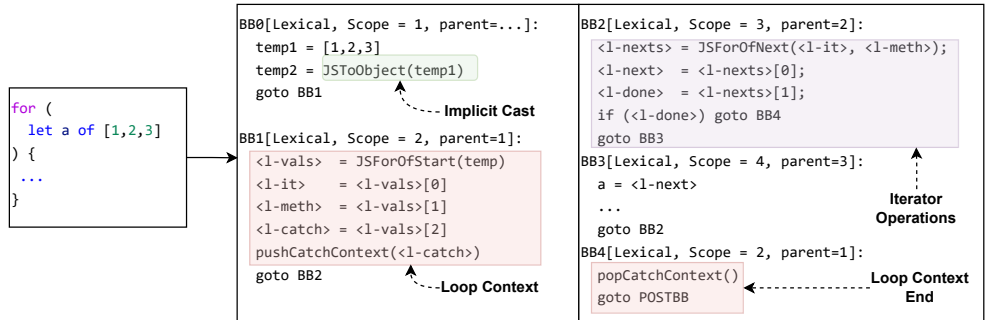 for (
let a of [1,2,3]
) {
...
}
BB0[Lexical, Scope = 1, parent=...]:
temp1 = [1,2,3]
temp2 = JSToObject(temp1)
goto BB1
Implicit Cast
BB1[Lexical, Scope = 2, parent=1]:
<l-vals> = JSForOfStart(temp)
<l-it> = <l-vals>[0]
<l-meth> = <l-vals>[1]
<l-catch> = <l-vals>[2]
pushCatchContext(<l-catch>)
goto BB2
Loop Context
BB2[Lexical, Scope = 3, parent=2]:
<l-nexts> = JSForOfNext(<l-it>, <l-meth>);
<l-next> = <l-nexts>[0];
<l-done> = <l-nexts>[1];
if (<l-done>) goto BB4
goto BB3
BB3[Lexical, Scope = 4, parent=3]:
a = <l-next>
...
goto BB2
Iterator
Operations
BB4[Lexical, Scope = 2, parent=1]:
popCatchContext()
goto POSTBB
Loop Context
End